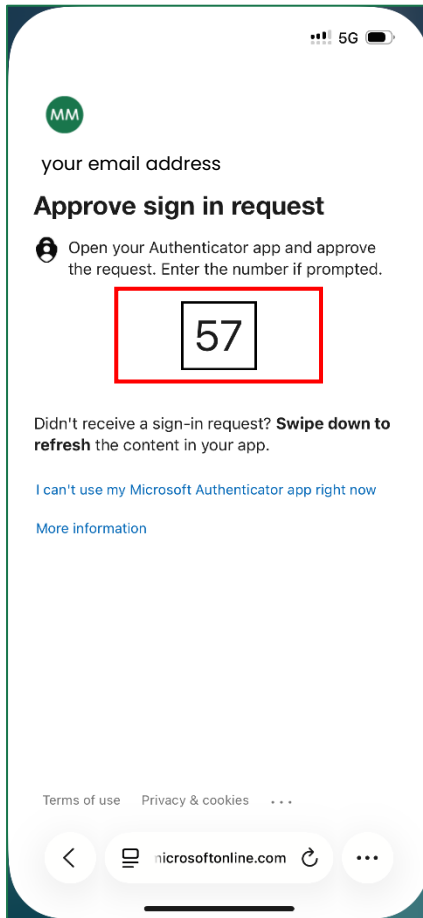 5G
MM
your email address
Approve sign in request
Open your Authenticator app and approve
the request. Enter the number if prompted.
57
Didn't receive a sign-in request? Swipe down to
refresh the content in your app.
I can't use my Microsoft Authenticator app right now
More information
Terms of use Privacy & cookies ...
nicrosoftonline.com